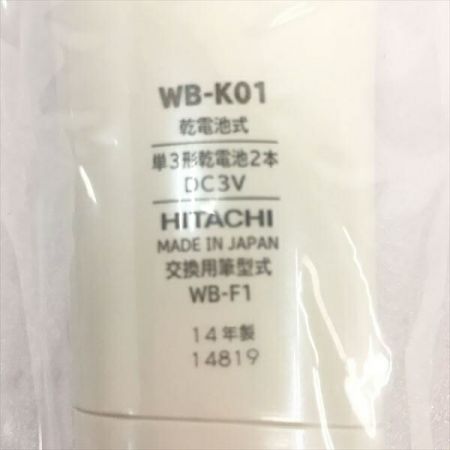 WB-K01
乾電池式
単3形乾電池2本
DC3V
HITACHI
MADE IN JAPAN
交換用筆型式
WB-F1
14年製
14819